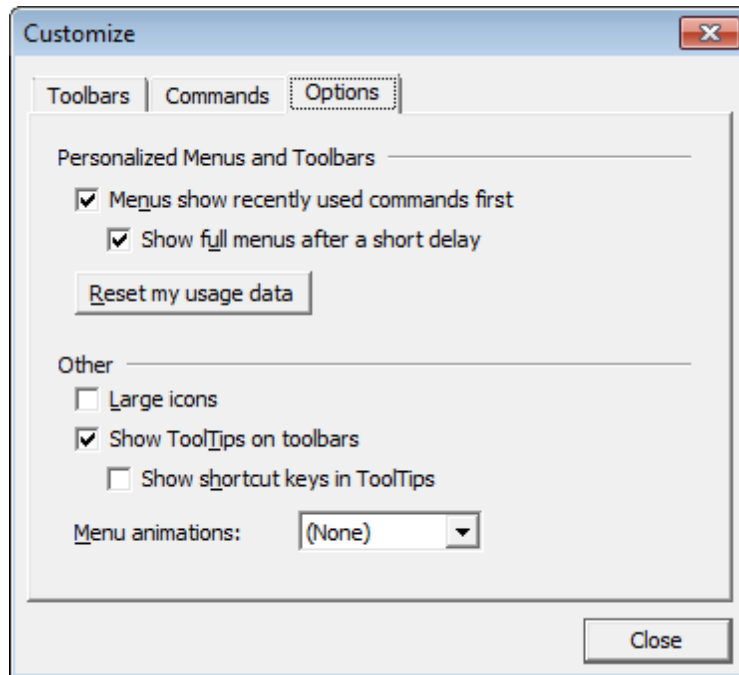 Customize
Toolbars Commands Options
Personalized Menus and Toolbars
Menus show recently used commands first
Show full menus after a short delay
Reset my usage data
Other
Large icons
Show ToolTips on toolbars
Show shortcut keys in ToolTips
Menu animations: (None)
Close